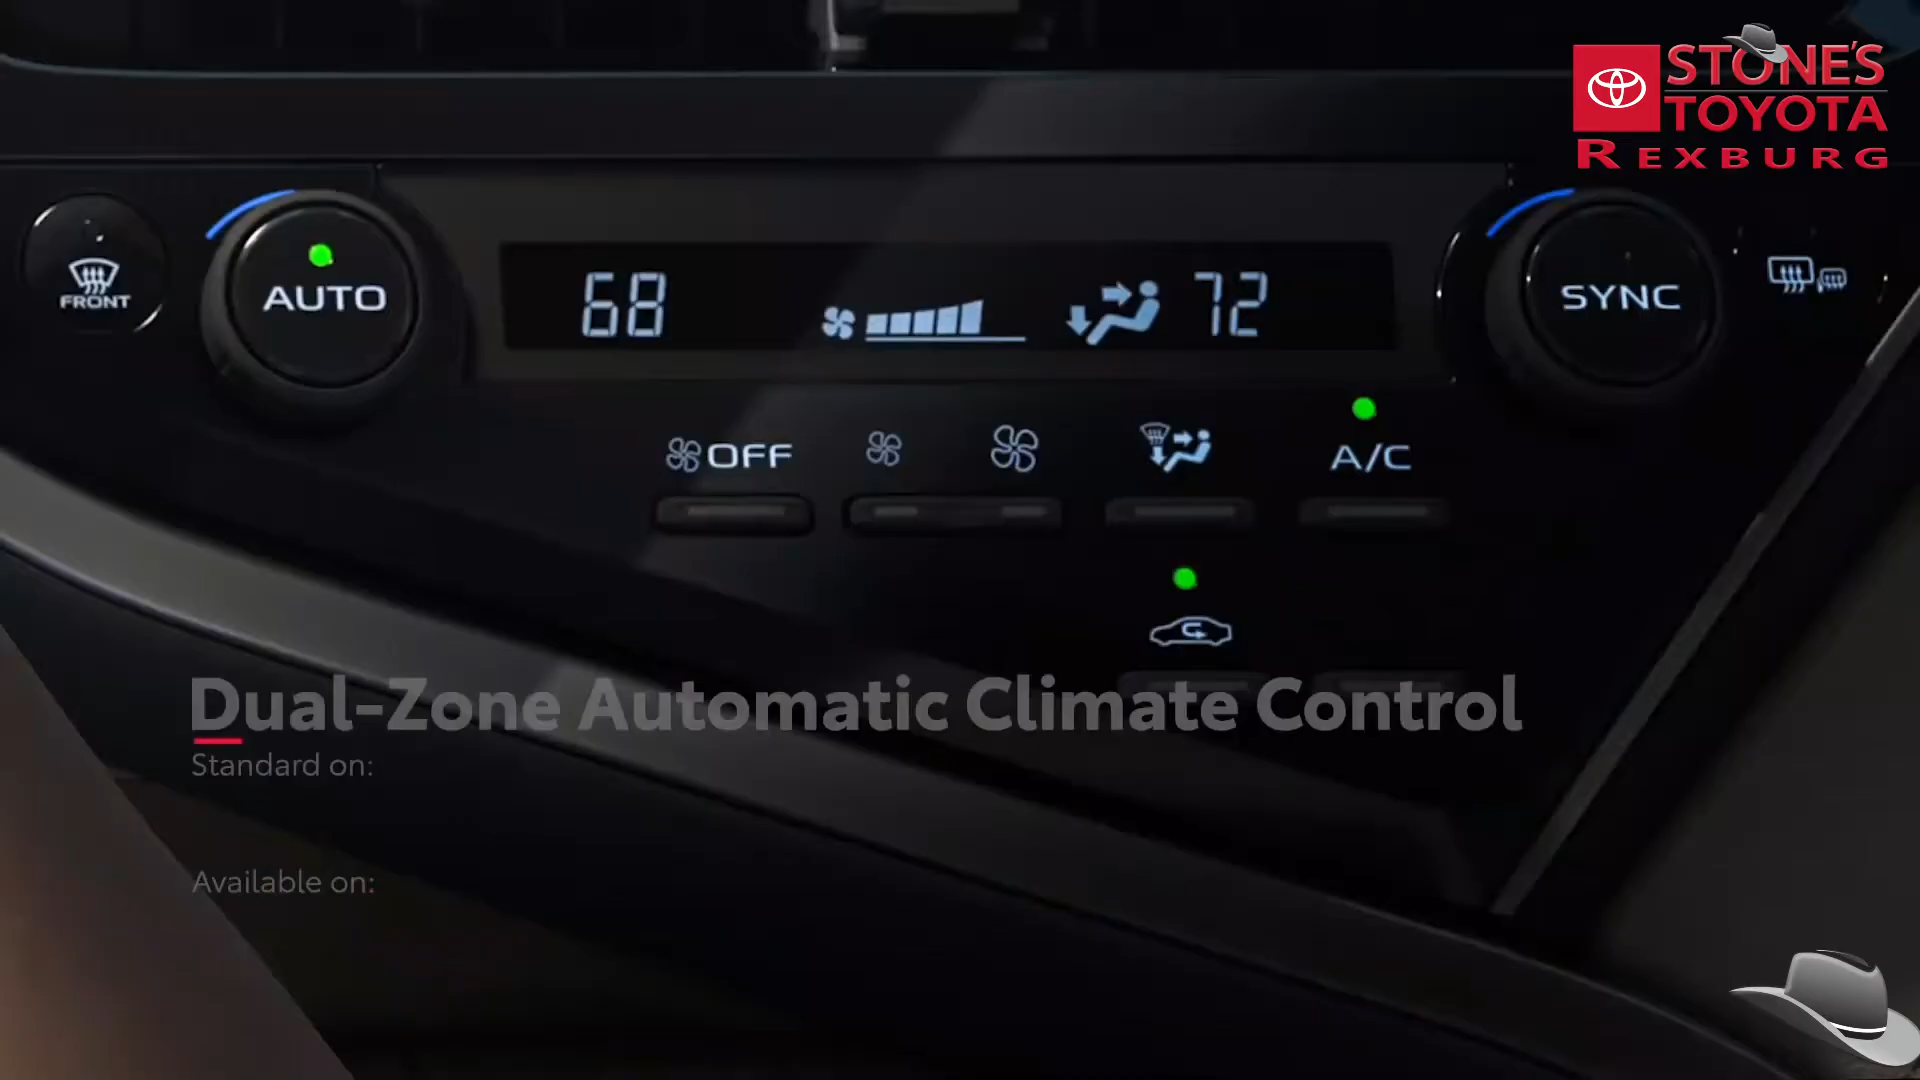 STONE'S
TOYOTA
REXBURG
FRONT
AUTO
68
72
SYNC
OFF
A/C
Dual-Zone Automatic Climate Control
Standard on:
Available on: